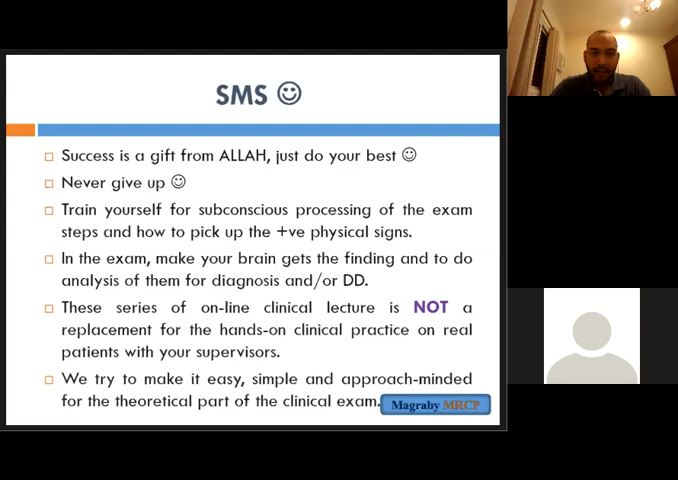 SMS ☺
Success is a gift from ALLAH, just do your best ☺
Never give up ☺
Train yourself for subconscious processing of the exam
steps and how to pick up the +ve physical signs.
In the exam, make your brain gets the finding and to do
analysis of them for diagnosis and/or DD.
These series of on-line clinical lecture is NOT a
replacement for the hands-on clinical practice on real
patients with your supervisors.
We try to make it easy, simple and approach-minded
for the theoretical part of the clinical exam.
Magraby MRCP